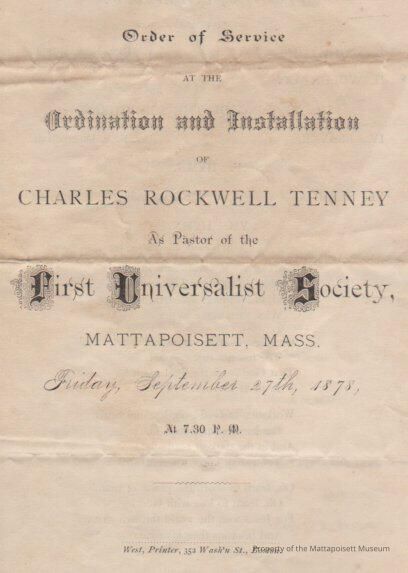 Order of Service
AT THE
Ordination and Installation
OF
CHARLES ROCKWELL TENNEY
As Pastor of the
First Universalist Society,
MATTAPOISETT, MASS.
Friday, September 27th, 1878,
At 7.30 P. M.
West, Printer, 352 Wash'n St., Boston.
Property of the Mattapoisett Museum